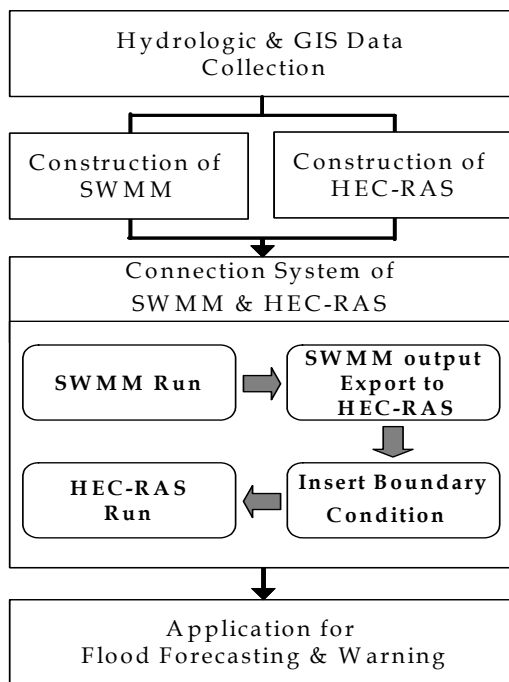 Hydrologic & GIS Data
Collection
Construction of
SWMM
Construction of
HEC-RAS
Connection System of
SWMM & HEC-RAS
SWMM Run
SWMM output
Export to
HEC-RAS
Insert Boundary
Condition
HEC-RAS
Run
Application for
Flood Forecasting & Warning